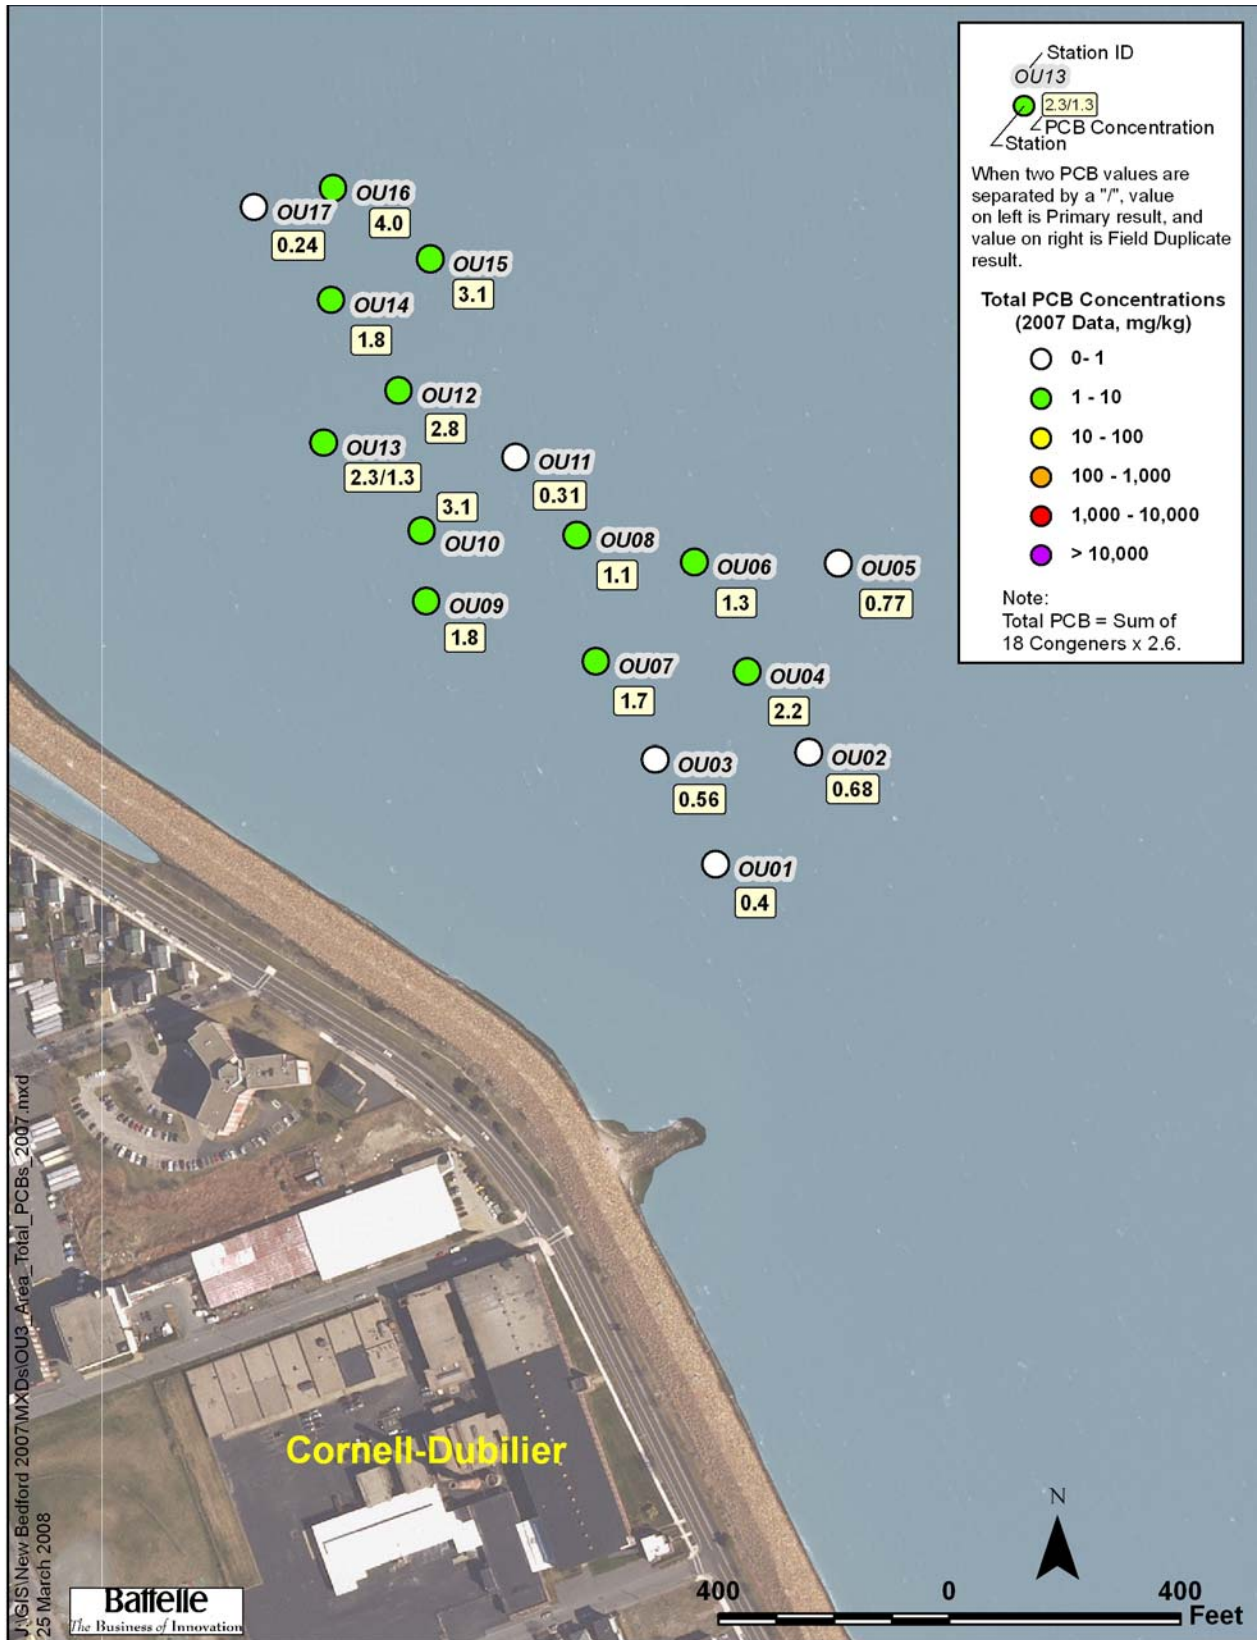 Station ID
OU13
2.3/1.3
PCB Concentration
Station
When two PCB values are
separated by a "/", value
on left is Primary result, and
value on right is Field Duplicate
result.
Total PCB Concentrations
(2007 Data, mg/kg)
0- 1
1 - 10
10 - 100
100 - 1,000
1,000 - 10,000
> 10,000
Note:
Total PCB = Sum of
18 Congeners x 2.6.
OU16
4.0
OU17
0.24
OU15
3.1
OU14
1.8
OU12
2.8
OU13
2.3/1.3
OU11
0.31
3.1
OU10
OU08
1.1
OU06
1.3
OU05
0.77
OU09
1.8
OU07
1.7
OU04
2.2
OU03
0.56
OU02
0.68
OU01
0.4
Cornell-Dubilier
N
400 0 400
Feet
Battelle
The Business of Innovation
J:\GIS\New Bedford 2007\MXDs\OU3_Area_Total_PCBs_2007.mxd
25 March 2008